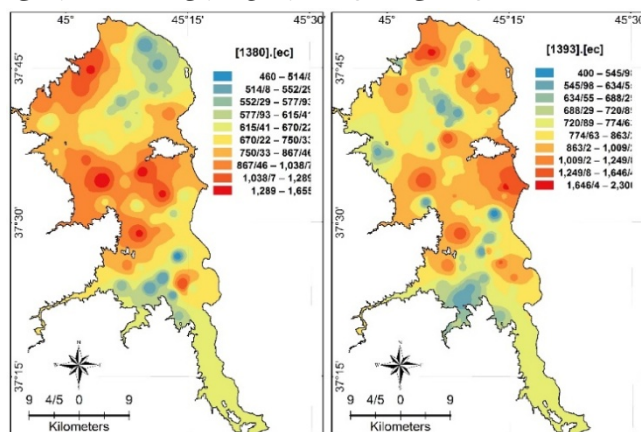 45° 45°15' 45°30'
[1380].[ec]
460 – 514/8
514/8 – 552/29
552/29 – 577/93
577/93 – 615/41
615/41 – 670/22
670/22 – 750/33
750/33 – 867/46
867/46 – 1,038/7
1,038/7 – 1,289
1,289 – 1,655
37°45'
37°30'
37°15'
N
9 4/5 0 9
Kilometers
45° 45°15' 45°30'
[1393].[ec]
400 – 545/98
545/98 – 634/5
634/55 – 688/2
688/29 – 720/8
720/89 – 774/6
774/63 – 863/
863/2 – 1,009/
1,009/2 – 1,249/
1,249/8 – 1,646/
1,646/4 – 2,30
37°45'
37°30'
37°15'
N
9 4/5 0 9
Kilometers